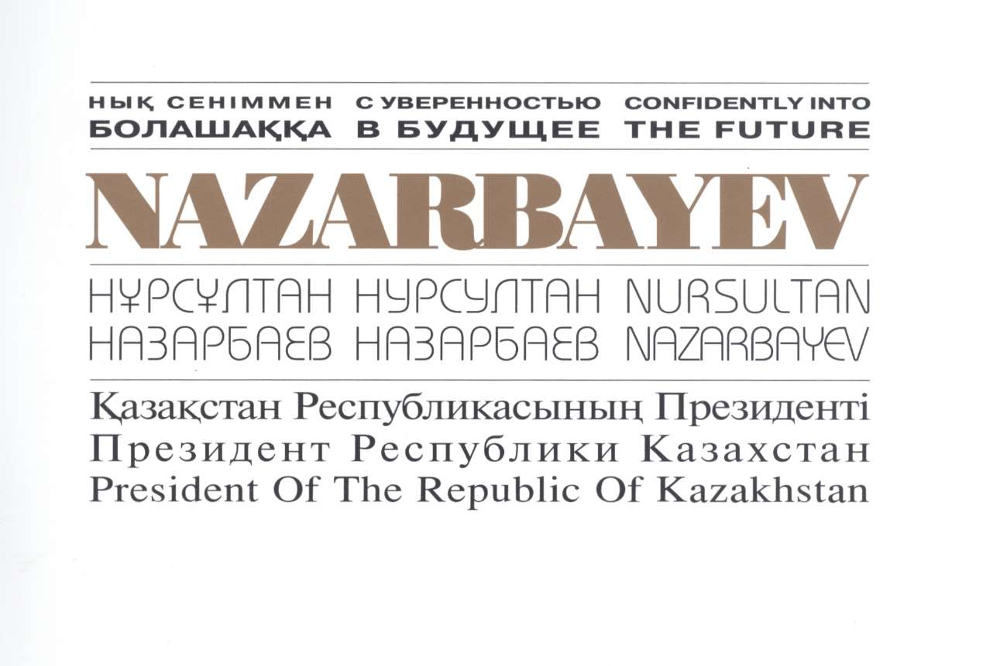 НЫҚ СЕНІММЕН С УВЕРЕННОСТЬЮ CONFIDENTLY INTO
БОЛАШАҚҚА В БУДУЩЕЕ THE FUTURE
NAZARBAYEV
НҰРСҰЛТАН НУРСУЛТАН NURSULTAN
НАЗАРБАЕВ НАЗАРБАЕВ NAZARBAYEV
Қазақстан Республикасының Президенті
Президент Республики Казахстан
President Of The Republic Of Kazakhstan